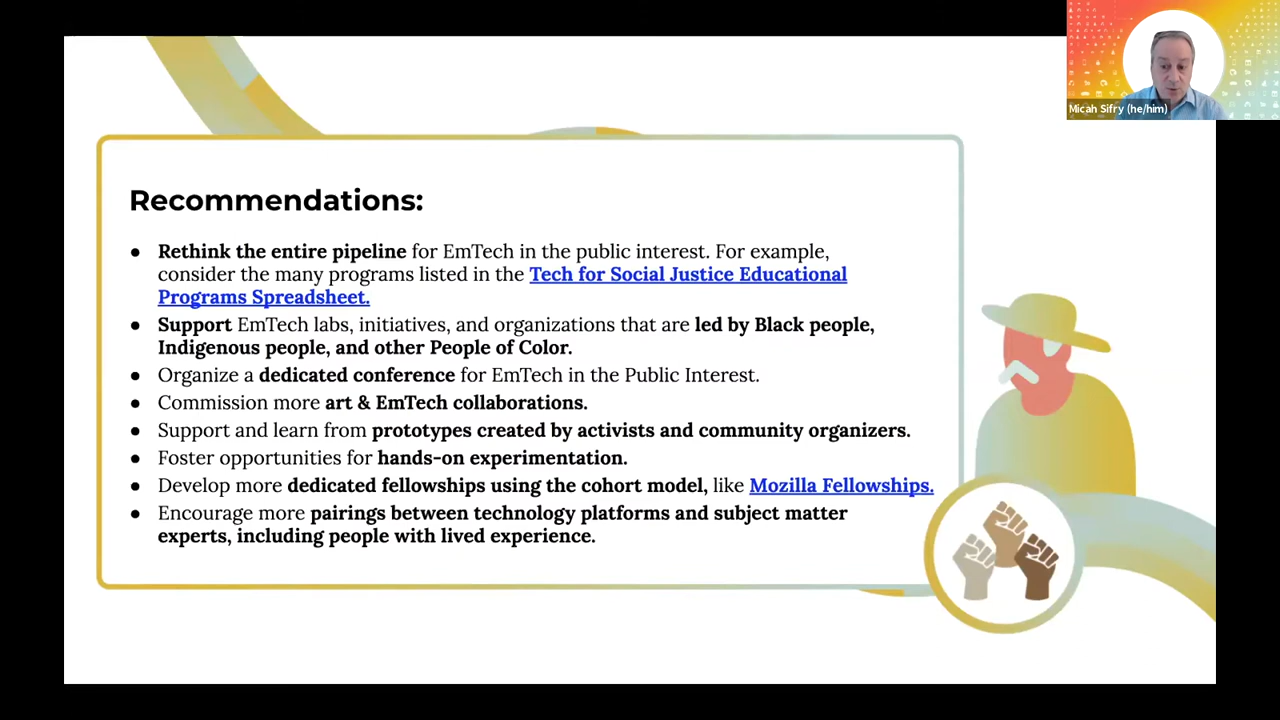 Micah Sifry (he/him)
Recommendations:
● Rethink the entire pipeline for EmTech in the public interest. For example,
consider the many programs listed in the Tech for Social Justice Educational
Programs Spreadsheet.
● Support EmTech labs, initiatives, and organizations that are led by Black people,
Indigenous people, and other People of Color.
● Organize a dedicated conference for EmTech in the Public Interest.
● Commission more art & EmTech collaborations.
● Support and learn from prototypes created by activists and community organizers.
● Foster opportunities for hands-on experimentation.
● Develop more dedicated fellowships using the cohort model, like Mozilla Fellowships.
● Encourage more pairings between technology platforms and subject matter
experts, including people with lived experience.